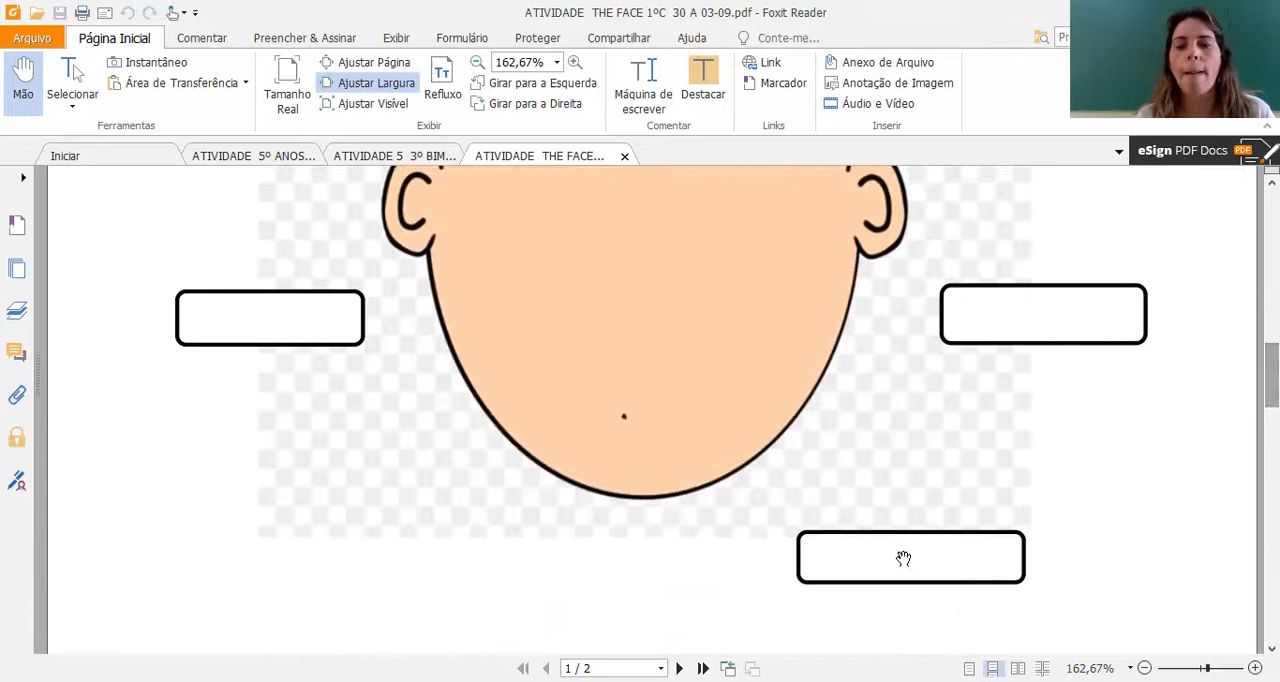 ATIVIDADE THE FACE 1ºC 30 A 03-09.pdf - Foxit Reader
Arquivo Página Inicial Comentar Preencher & Assinar Exibir Formulário Proteger Compartilhar Ajuda Conte-me...
Mão
Selecionar
Instantâneo
Área de Transferência
Ferramentas
Tamanho Real
Ajustar Página
Ajustar Largura
Ajustar Visível
Refluxo
162,67%
Girar para a Esquerda
Girar para a Direita
Exibir
Máquina de escrever
Destacar
Comentar
Link
Marcador
Links
Anexo de Arquivo
Anotação de Imagem
Áudio e Vídeo
Inserir
Iniciar
ATIVIDADE 5º ANOS...
ATIVIDADE 5 3º BIM...
ATIVIDADE THE FACE...
eSign PDF Docs
PDF
1 / 2
162,67%